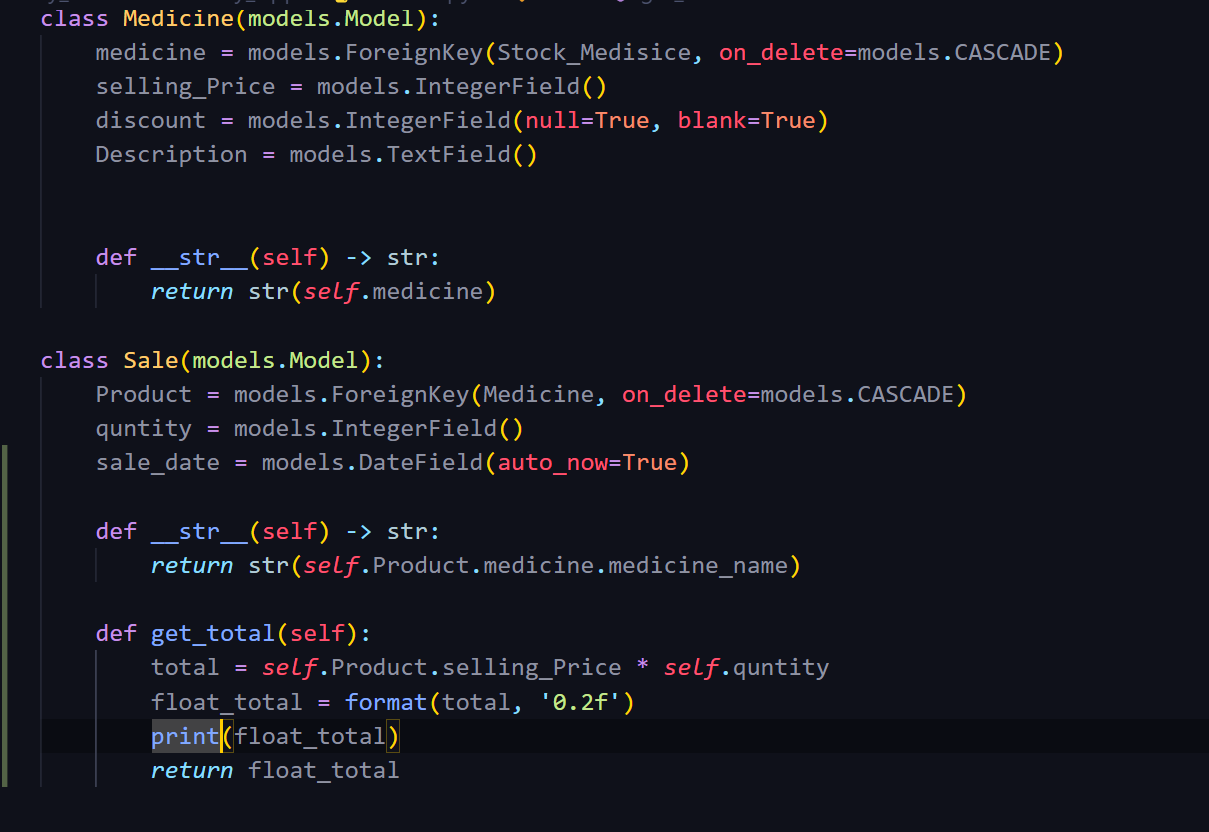 class Medicine(models.Model):
    medicine = models.ForeignKey(Stock_Medisice, on_delete=models.CASCADE)
    selling_Price = models.IntegerField()
    discount = models.IntegerField(null=True, blank=True)
    Description = models.TextField()
    def __str__(self) -> str:
        return str(self.medicine)
class Sale(models.Model):
    Product = models.ForeignKey(Medicine, on_delete=models.CASCADE)
    quntity = models.IntegerField()
    sale_date = models.DateField(auto_now=True)
    def __str__(self) -> str:
        return str(self.Product.medicine.medicine_name)
    def get_total(self):
        total = self.Product.selling_Price * self.quntity
        float_total = format(total, '0.2f')
        print(float_total)
        return float_total